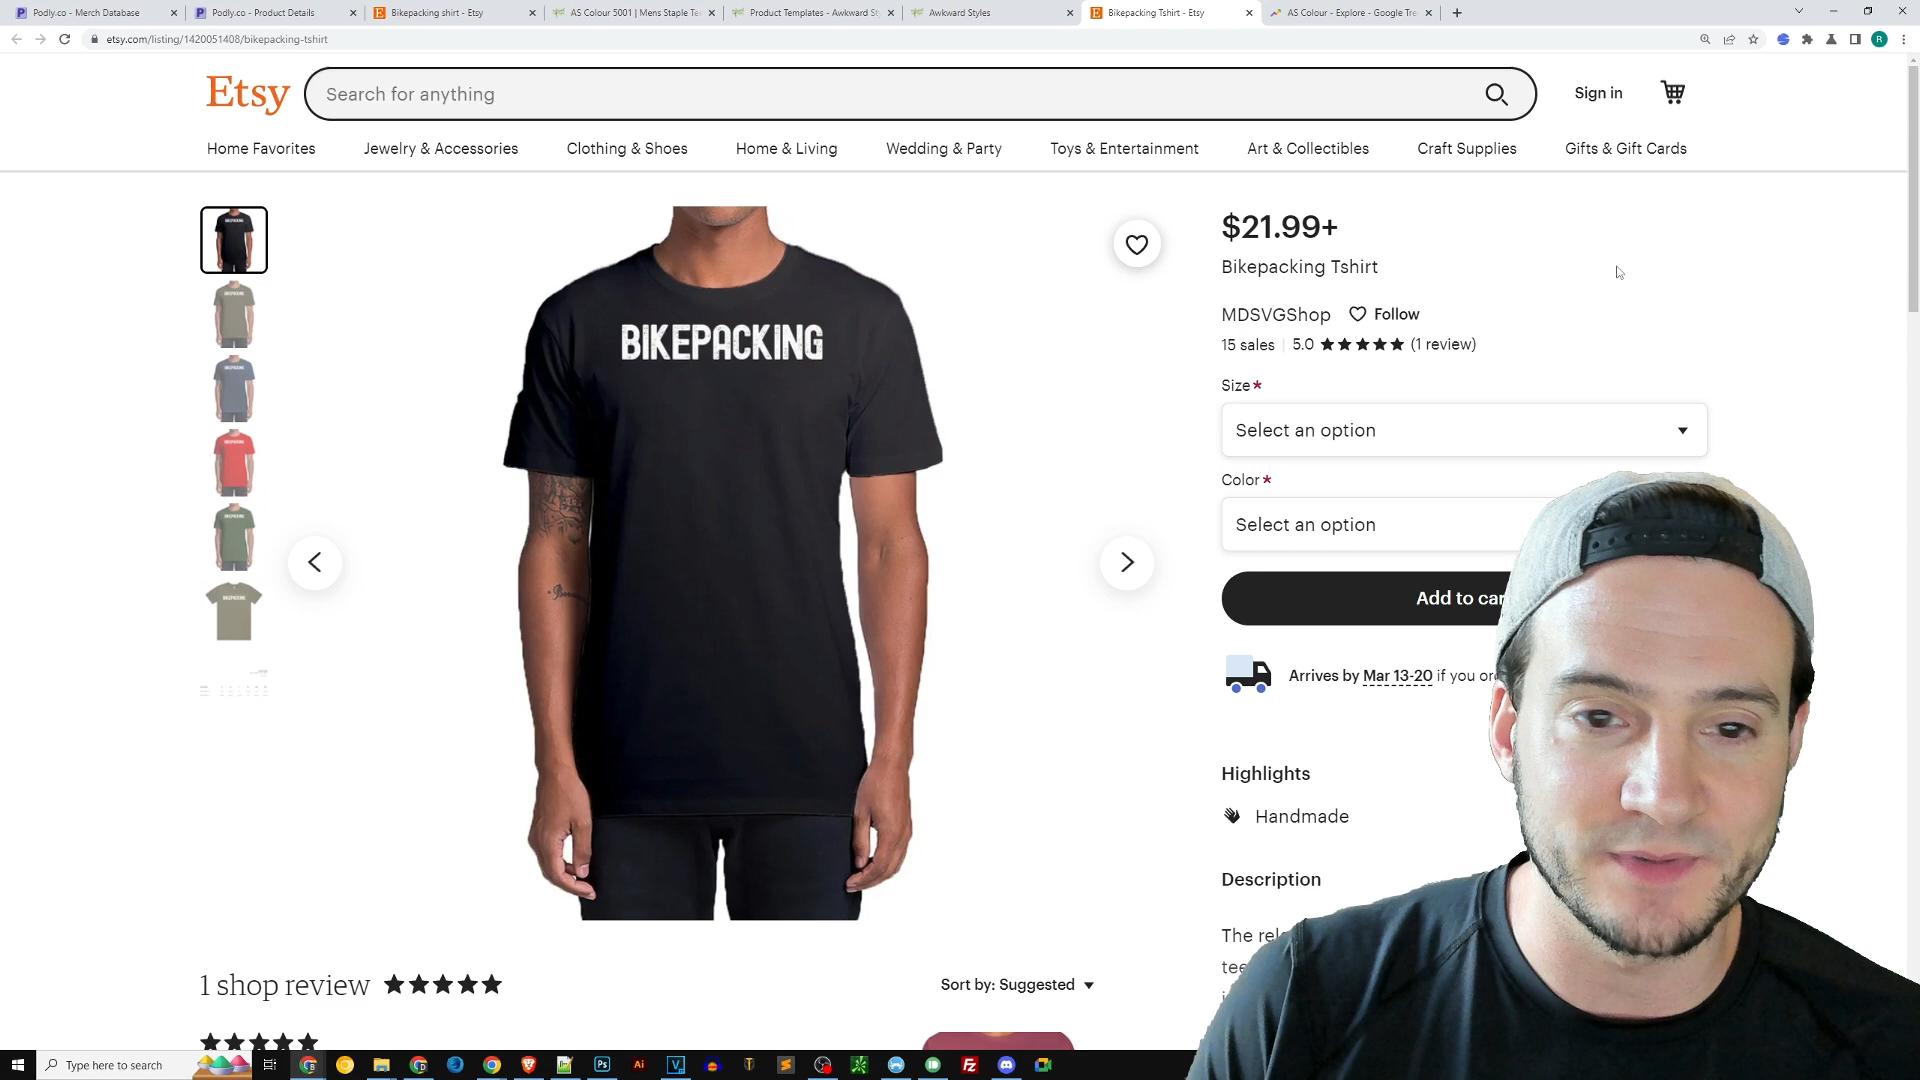 Podly.co - Merch Database
Podly.co - Product Details
Bikepacking shirt - Etsy
AS Colour 5001 | Mens Staple Te
Product Templates - Awkward St
Awkward Styles
Bikepacking Tshirt - Etsy
AS Colour - Explore - Google Tre
etsy.com/listing/1420051408/bikepacking-tshirt
R
Etsy
Search for anything
Sign in
Home Favorites
Jewelry & Accessories
Clothing & Shoes
Home & Living
Wedding & Party
Toys & Entertainment
Art & Collectibles
Craft Supplies
Gifts & Gift Cards
BIKEPACKING
$21.99+
Bikepacking Tshirt
MDSVGShop
Follow
15 sales
5.0
(1 review)
Size*
Select an option
Color*
Select an option
Add to car
Arrives by Mar 13-20 if you or
Highlights
Handmade
Description
The rel
tee
1 shop review
Sort by: Suggested
Type here to search
Ps
Ai